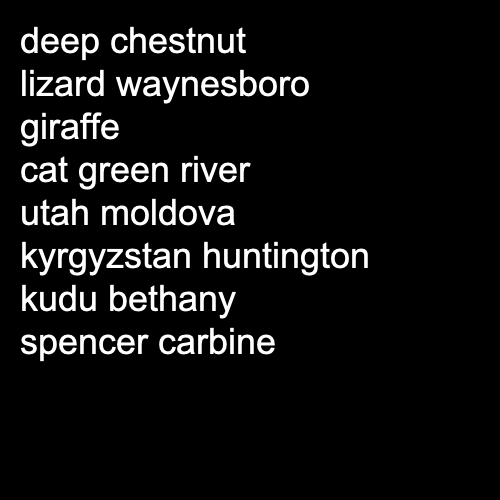 deep chestnut
lizard waynesboro
giraffe
cat green river
utah moldova
kyrgyzstan huntington
kudu bethany
spencer carbine